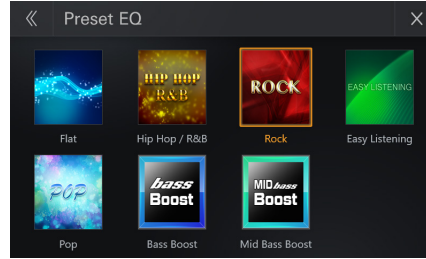 Preset EQ
HIP HOP
R&B
ROCK
EASY LISTENING
Flat
Hip Hop / R&B
Rock
Easy Listening
POP
bass
Boost
MID bass
Boost
Pop
Bass Boost
Mid Bass Boost